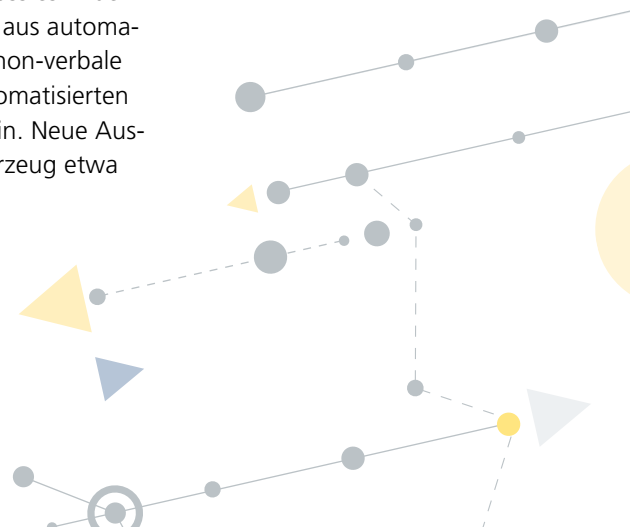 aus automa-
non-verbale
omatisierten
in. Neue Aus-
rzeug etwa